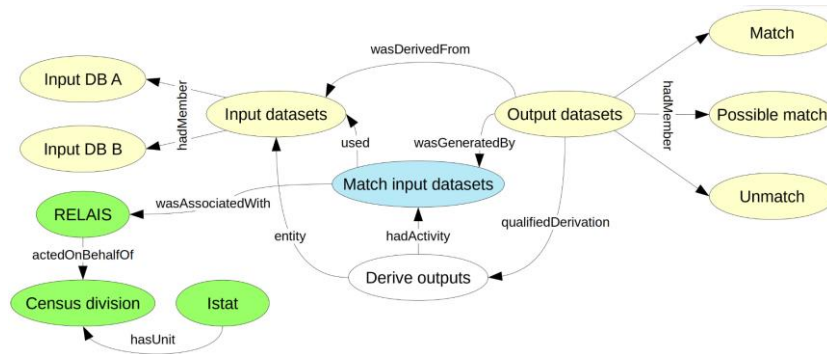 Match
wasDerivedFrom
Input DB A
hadMember
Input datasets
Output datasets
hadMember
Possible match
Input DB B
used
wasGeneratedBy
Match input datasets
Unmatch
RELAIS
wasAssociatedWith
qualifiedDerivation
actedOnBehalfOf
entity
hadActivity
Derive outputs
Census division
Istat
hasUnit